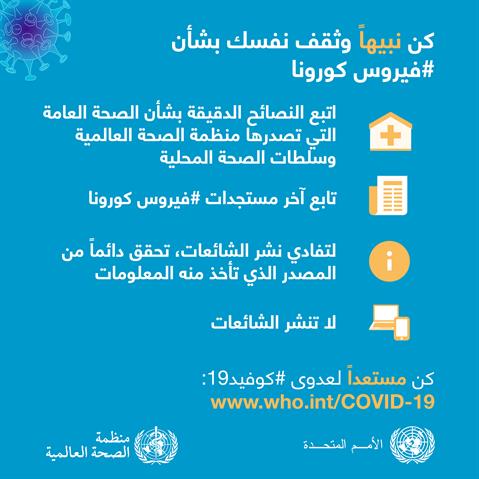 كن نبيهاً وثقف نفسك بشأن
#فيروس كورونا
اتبع النصائح الدقيقة بشأن الصحة العامة
التي تصدرها منظمة الصحة العالمية
وسلطات الصحة المحلية
تابع آخر مستجدات #فيروس كورونا
لتفادي نشر الشائعات، تحقق دائماً من
المصدر الذي تأخذ منه المعلومات
لا تنشر الشائعات
كن مستعداً لعدوى #كوفيد19:
www.who.int/COVID-19
الأمم المتحدة
منظمة
الصحة العالمية